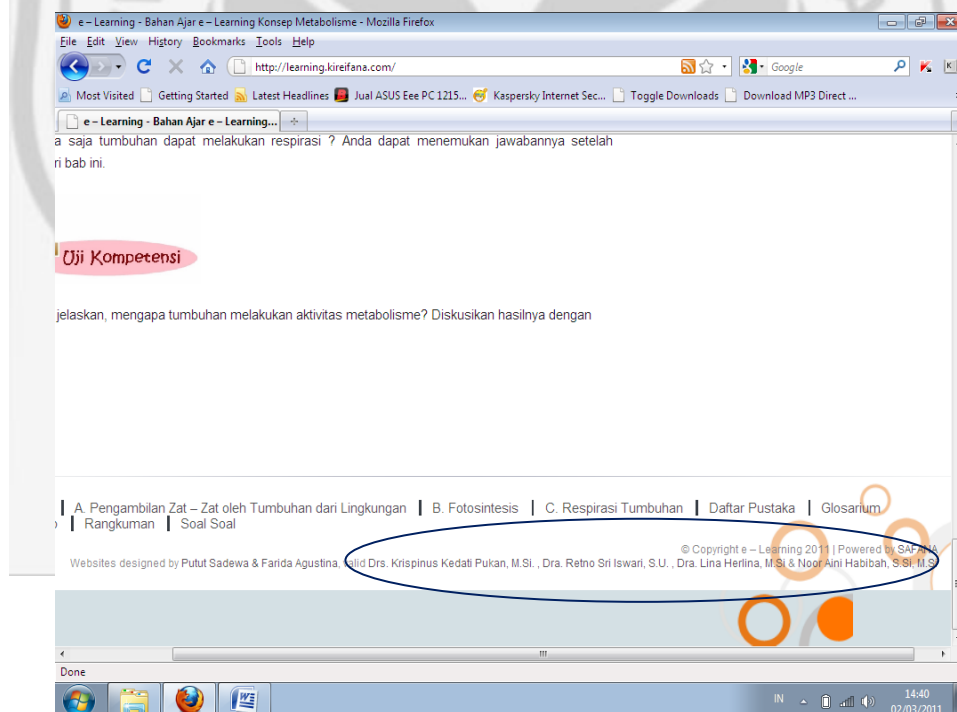 e – Learning - Bahan Ajar e – Learning Konsep Metabolisme - Mozilla Firefox
File Edit View History Bookmarks Tools Help
http://learning.kireifana.com/
Google
K
Most Visited Getting Started Latest Headlines Jual ASUS Eee PC 1215... Kaspersky Internet Sec... Toggle Downloads Download MP3 Direct ...
e – Learning - Bahan Ajar e – Learning...
a saja tumbuhan dapat melakukan respirasi ? Anda dapat menemukan jawabannya setelah
ri bab ini.
Uji Kompetensi
jelaskan, mengapa tumbuhan melakukan aktivitas metabolisme? Diskusikan hasilnya dengan
A. Pengambilan Zat – Zat oleh Tumbuhan dari Lingkungan | B. Fotosintesis | C. Respirasi Tumbuhan | Daftar Pustaka | Glosarium
| Rangkuman | Soal Soal
© Copyright e – Learning 2011 | Powered by SAFANA
Websites designed by Putut Sadewa & Farida Agustina, valid Drs. Krispinus Kedati Pukan, M.Si. , Dra. Retno Sri Iswari, S.U. , Dra. Lina Herlina, M.Si & Noor Aini Habibah, S.Si, M.Si
Done
IN
14:40
02/03/2011